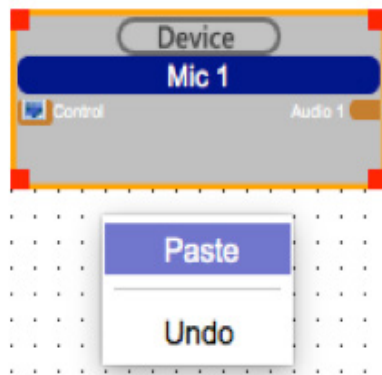 Device
Mic 1
Control Audio 1
Paste
Undo